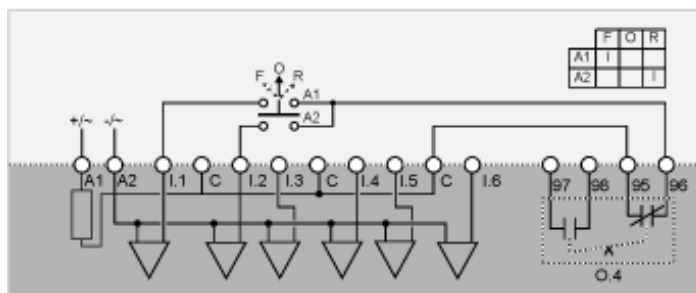 F O R
A1 I
A2 I
F O R
A1
A2
+/~ -/~
A1 A2 I.1 C I.2 I.3 C I.4 I.5 C I.6 97 98 95 96
O.4